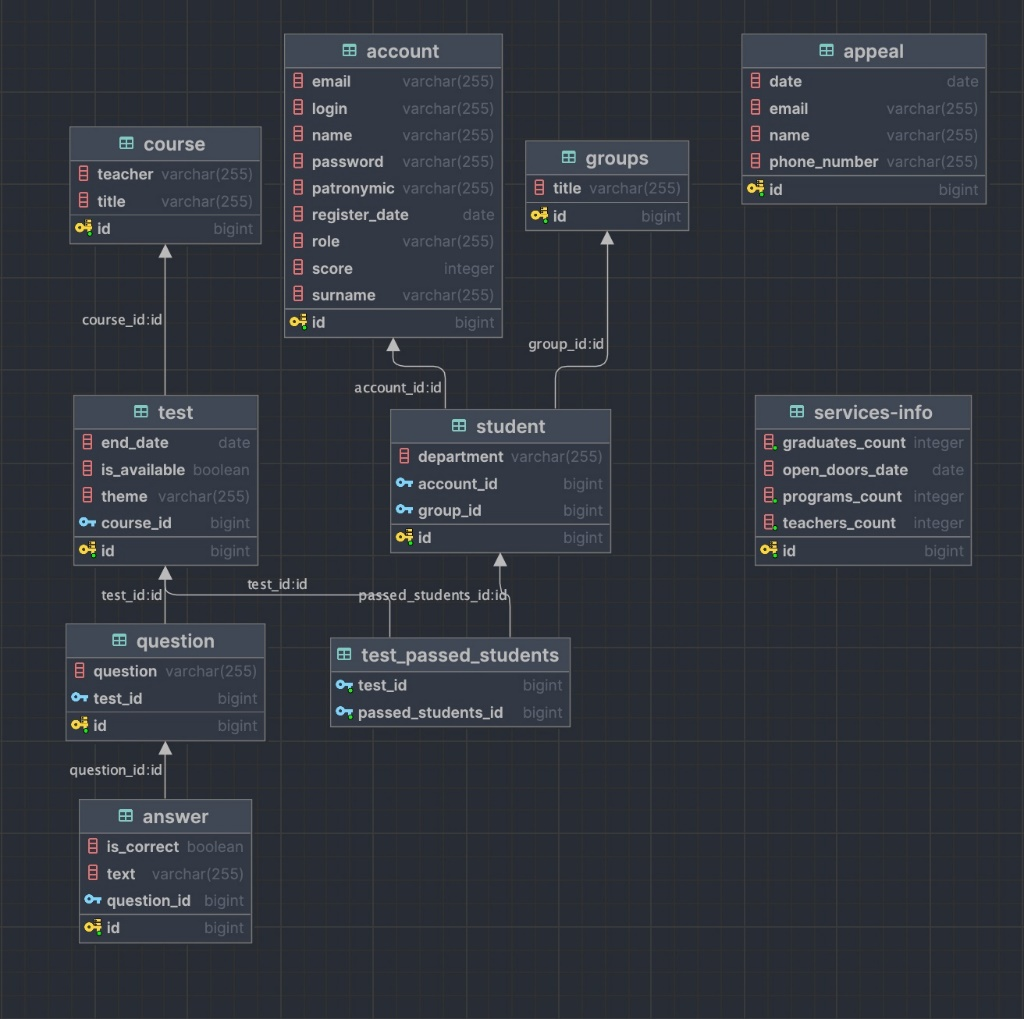 account
email varchar(255)
login varchar(255)
name varchar(255)
password varchar(255)
patronymic varchar(255)
register_date date
role varchar(255)
score integer
surname varchar(255)
id bigint
appeal
date date
email varchar(255)
name varchar(255)
phone_number varchar(255)
id bigint
course
teacher varchar(255)
title varchar(255)
id bigint
groups
title varchar(255)
id bigint
course_id:id
group_id:id
account_id:id
test
end_date date
is_available boolean
theme varchar(255)
course_id bigint
id bigint
student
department varchar(255)
account_id bigint
group_id bigint
id bigint
services-info
graduates_count integer
open_doors_date date
programs_count integer
teachers_count integer
id bigint
test_id:id
test_id:id
passed_students_id:id
question
question varchar(255)
test_id bigint
id bigint
test_passed_students
test_id bigint
passed_students_id bigint
question_id:id
answer
is_correct boolean
text varchar(255)
question_id bigint
id bigint